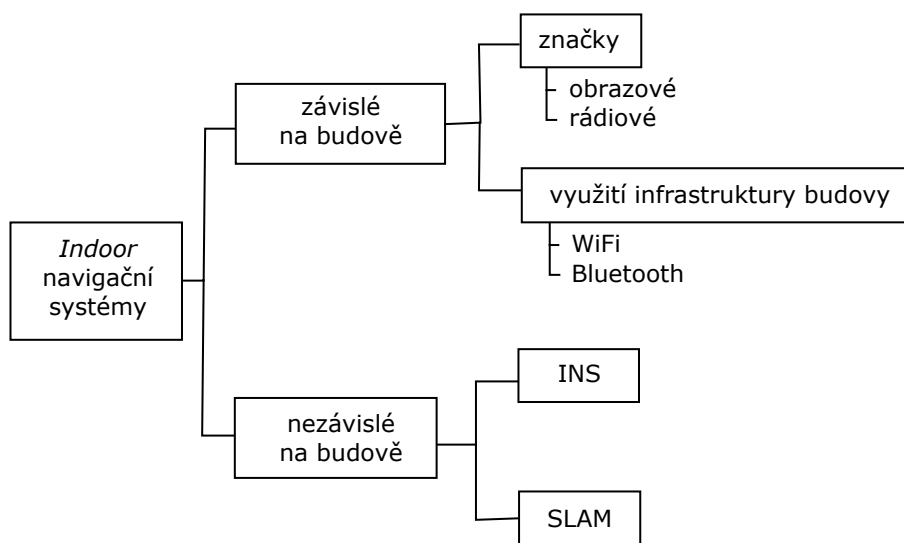 značky
obrazové
rádiové
závislé
na budově
využití infrastruktury budovy
WiFi
Bluetooth
Indoor
navigační
systémy
INS
nezávislé
na budově
SLAM